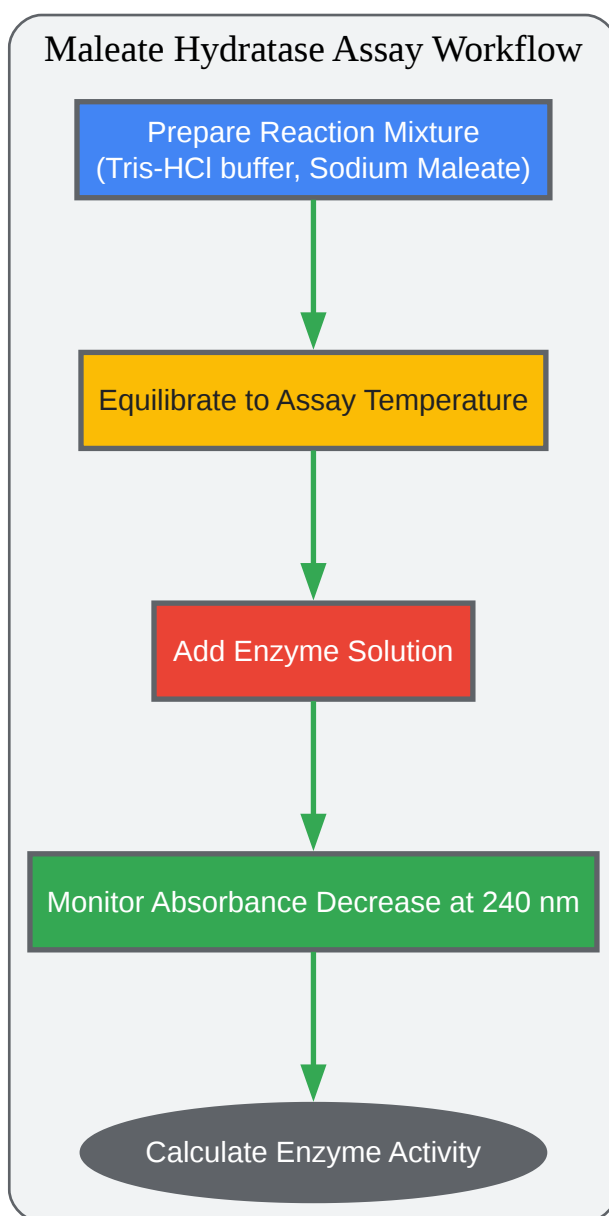 Maleate Hydratase Assay Workflow
Prepare Reaction Mixture
(Tris-HCl buffer, Sodium Maleate)
Equilibrate to Assay Temperature
Add Enzyme Solution
Monitor Absorbance Decrease at 240 nm
Calculate Enzyme Activity